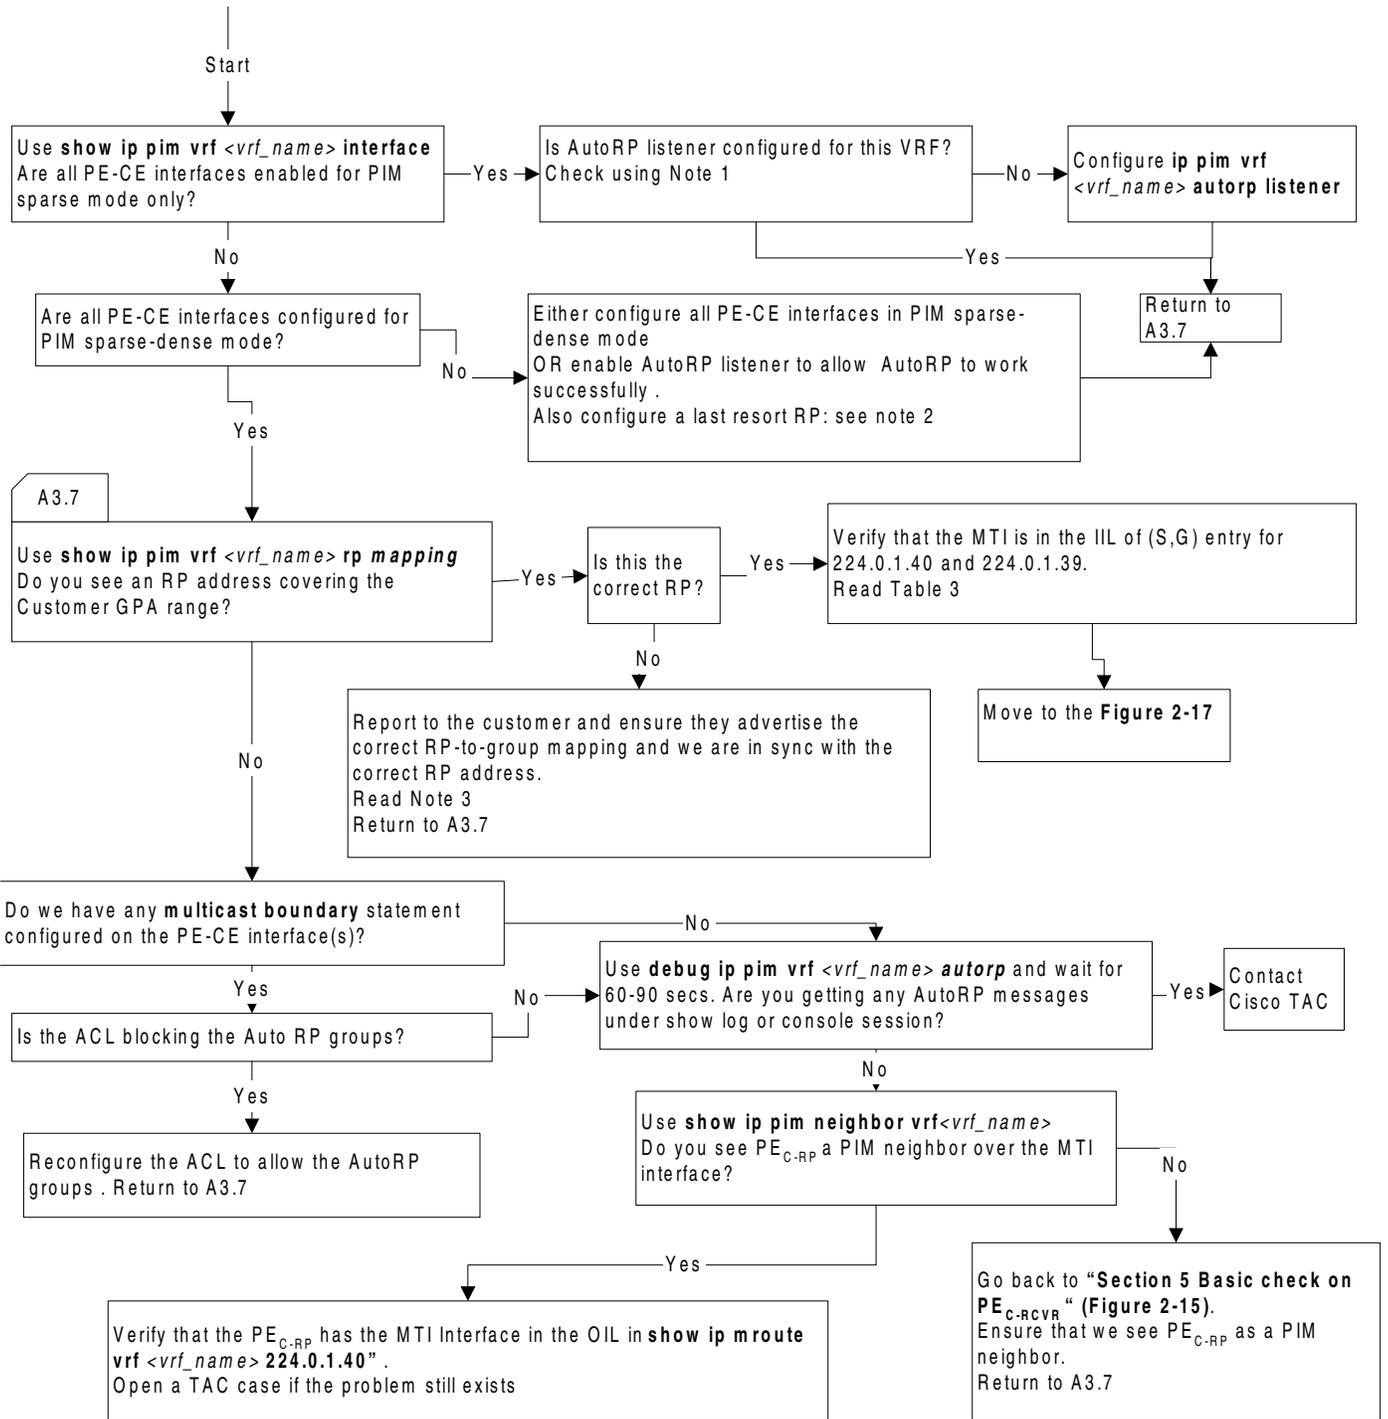 Start
Use show ip pim vrf <vrf_name> interface
Are all PE-CE interfaces enabled for PIM
sparse mode only?
Yes
Is AutoRP listener configured for this VRF?
Check using Note 1
No
Configure ip pim vrf
<vrf_name> autorp listener
No
Yes
Are all PE-CE interfaces configured for
PIM sparse-dense mode?
No
Either configure all PE-CE interfaces in PIM sparse-
dense mode
OR enable AutoRP listener to allow AutoRP to work
successfully .
Also configure a last resort RP: see note 2
Return to
A3.7
Yes
A3.7
Use show ip pim vrf <vrf_name> rp mapping
Do you see an RP address covering the
Customer GPA range?
Yes
Is this the
correct RP?
Yes
Verify that the MTI is in the IIL of (S,G) entry for
224.0.1.40 and 224.0.1.39.
Read Table 3
No
Move to the Figure 2-17
Report to the customer and ensure they advertise the
correct RP-to-group mapping and we are in sync with the
correct RP address.
Read Note 3
Return to A3.7
No
Do we have any multicast boundary statement
configured on the PE-CE interface(s)?
No
Yes
Is the ACL blocking the Auto RP groups?
No
Use debug ip pim vrf <vrf_name> autorp and wait for
60-90 secs. Are you getting any AutoRP messages
under show log or console session?
Yes
Contact
Cisco TAC
Yes
Reconfigure the ACL to allow the AutoRP
groups . Return to A3.7
No
Use show ip pim neighbor vrf<vrf_name>
Do you see PEC-RP a PIM neighbor over the MTI
interface?
No
Yes
Verify that the PEC-RP has the MTI Interface in the OIL in show ip mroute
vrf <vrf_name> 224.0.1.40” .
Open a TAC case if the problem still exists
Go back to “Section 5 Basic check on
PEC-RCVR “ (Figure 2-15).
Ensure that we see PEC-RP as a PIM
neighbor.
Return to A3.7